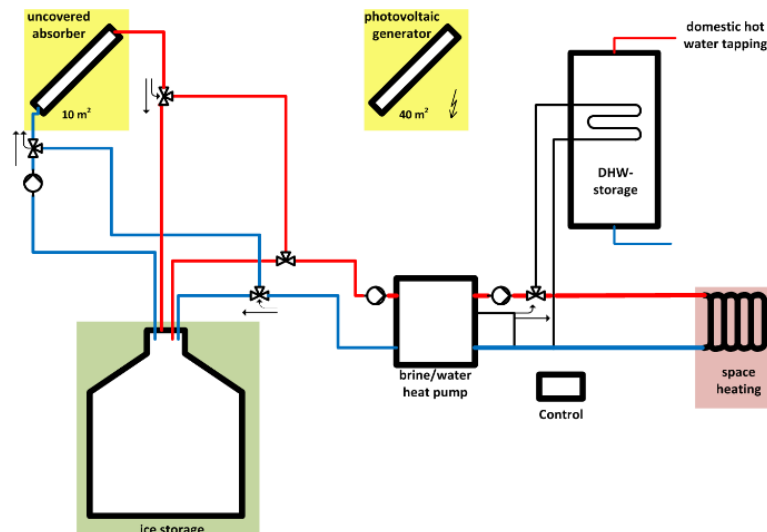 uncovered
absorber
10 m²
photovoltaic
generator
40 m²
domestic hot
water tapping
DHW-
storage
brine/water
heat pump
Control
space
heating
ice storage